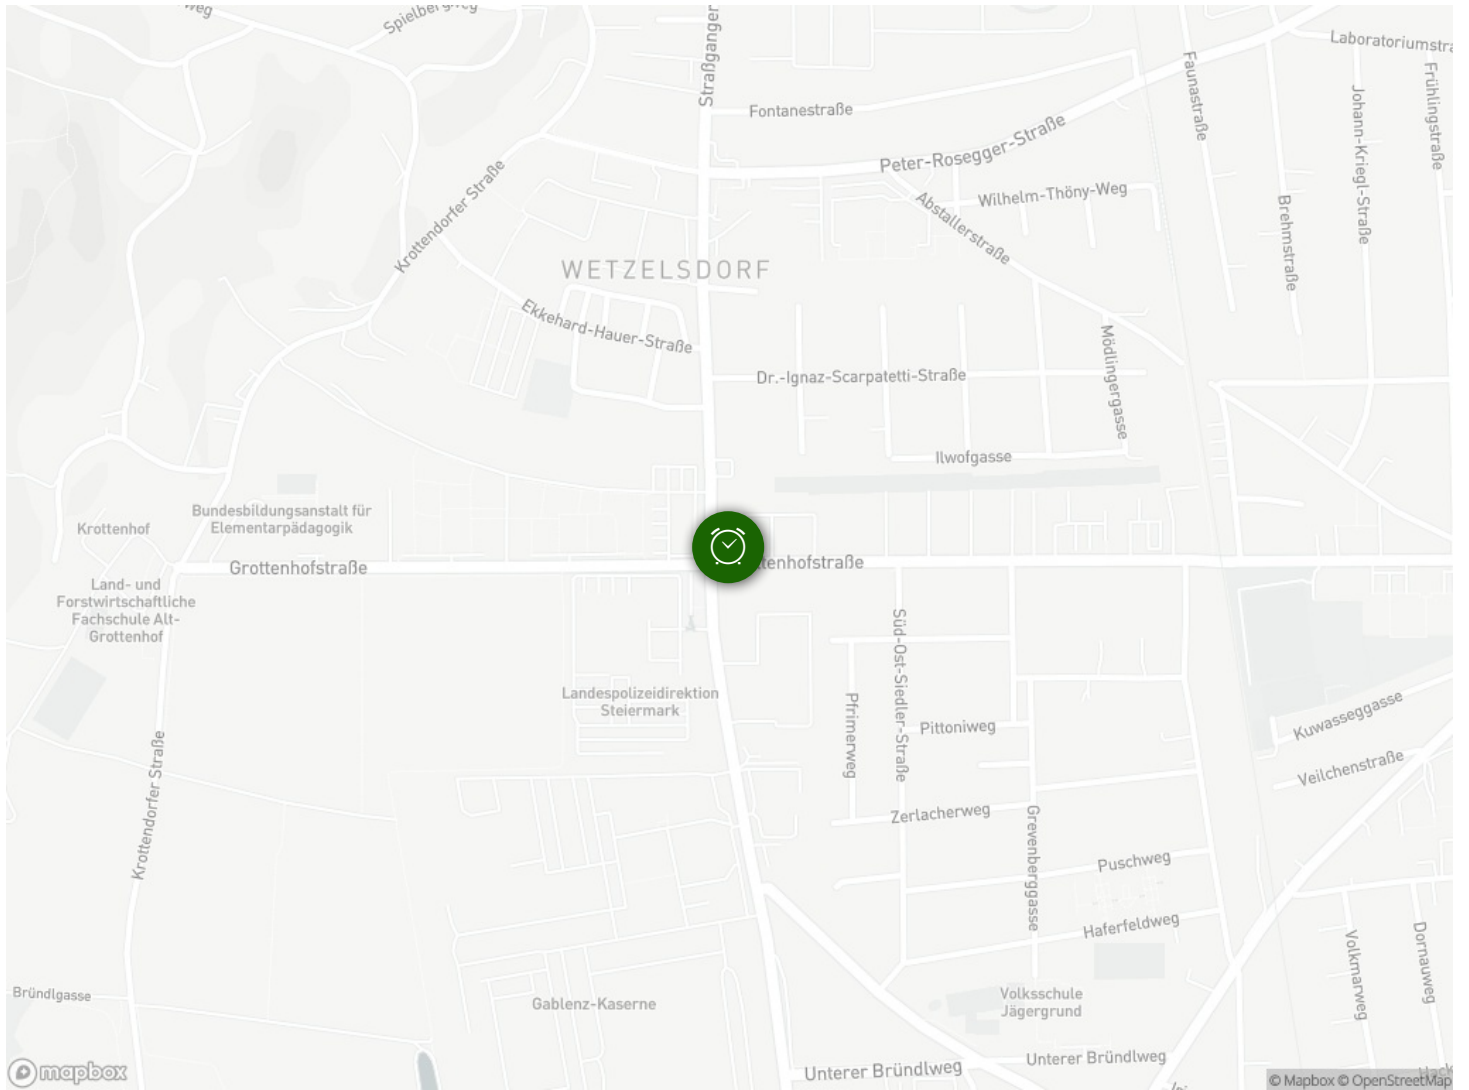 weg
Spielbergweg
Straßganger
Laboratoriumstra
Fontanestraße
Faunastraße
Frühlingstraße
Johann-Kriegl-Straße
Peter-Rosegger-Straße
Krottendorfer Straße
Wilhelm-Thöny-Weg
Abstallerstraße
Brehmstraße
WETZELSDORF
Ekkehard-Hauer-Straße
Mödlingergasse
Dr.-Ignaz-Scarpatetti-Straße
Ilwofgasse
Bundesbildungsanstalt für
Elementarpädagogik
Krottenhof
Grottenhofstraße
ttenhofstraße
Land- und
Forstwirtschaftliche
Fachschule Alt-
Grottenhof
Süd-Ost-Siedler-Straße
Landespolizeidirektion
Steiermark
Pfrimerweg
Pittoniweg
Kuwasseggasse
Veilchenstraße
Krottendorfer Straße
Zerlacherweg
Grevenberggasse
Puschweg
Haferfeldweg
Volkmarweg
Dornauweg
Bründlgasse
Gablenz-Kaserne
Volksschule
Jägergrund
Unterer Bründlweg
Unterer Bründlweg
mapbox
© Mapbox © OpenStreetMap